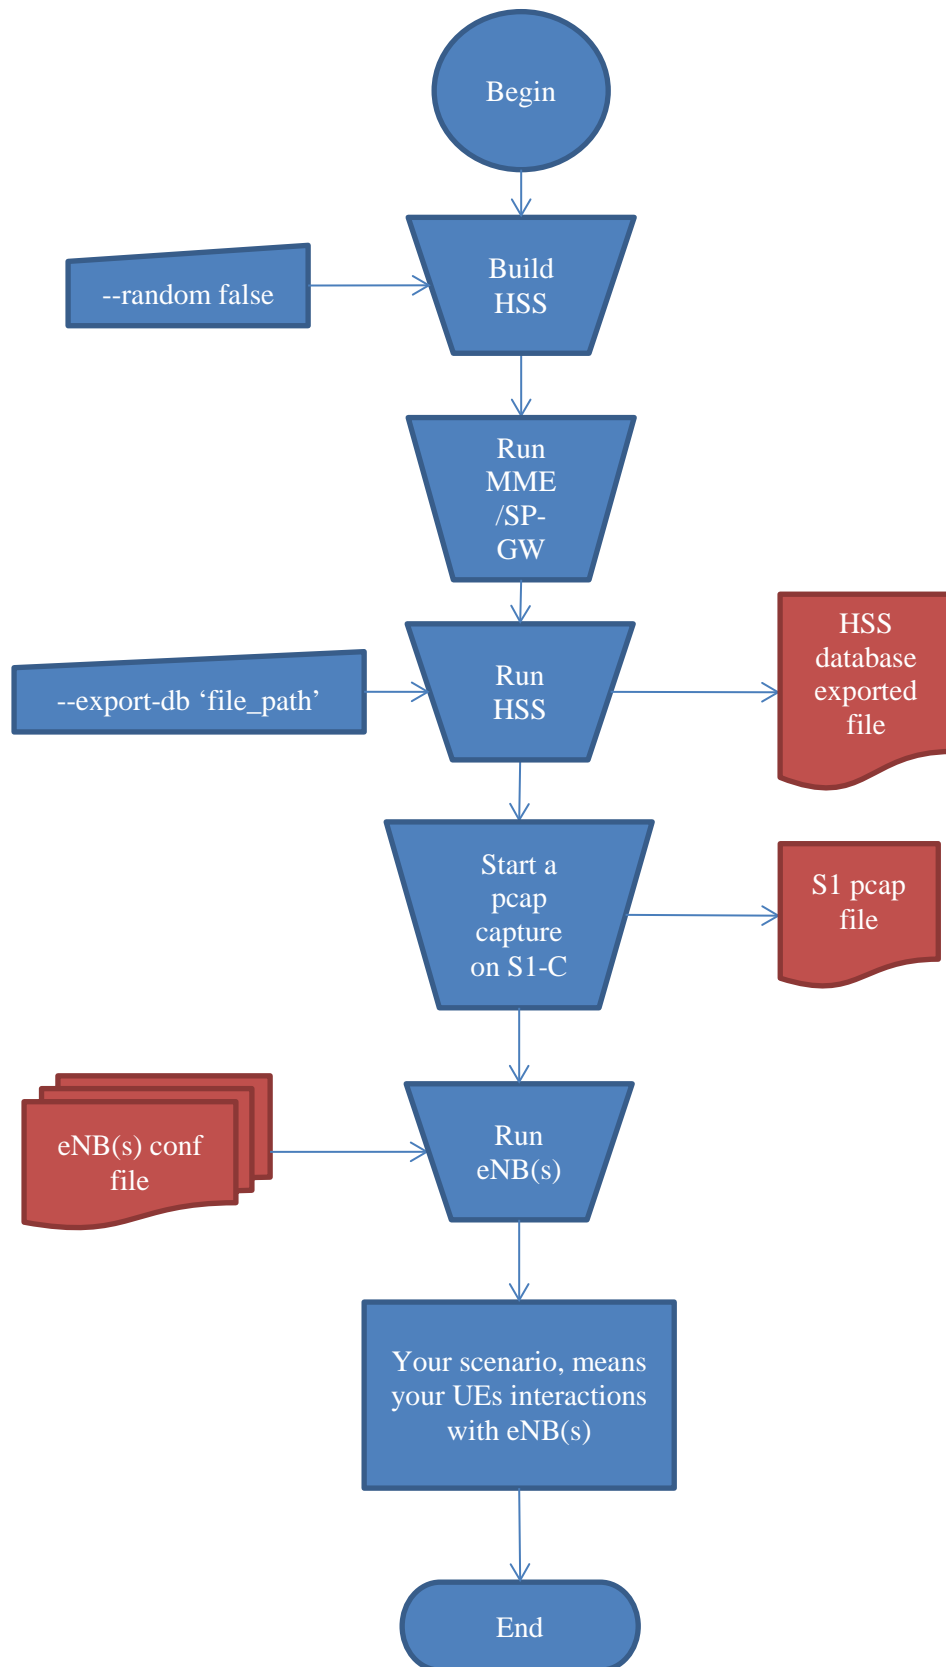 Begin
--random false
Build
HSS
Run
MME
/SP-
GW
--export-db ‘file_path’
Run
HSS
HSS
database
exported
file
Start a
pcap
capture
on S1-C
S1 pcap
file
eNB(s) conf
file
Run
eNB(s)
Your scenario, means
your UEs interactions
with eNB(s)
End